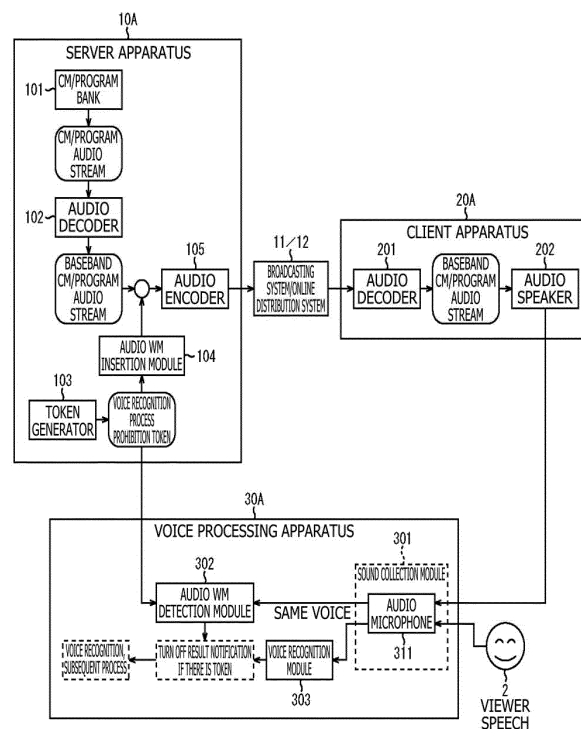 10A
SERVER APPARATUS
101
CM/PROGRAM
BANK
CM/PROGRAM
AUDIO
STREAM
102
AUDIO
DECODER
BASEBAND
CM/PROGRAM
AUDIO
STREAM
105
AUDIO
ENCODER
AUDIO WM
INSERTION MODULE
104
103
TOKEN
GENERATOR
VOICE RECOGNITION
PROCESS
PROHIBITION TOKEN
11/12
BROADCASTING
SYSTEM/ONLINE
DISTRIBUTION SYSTEM
20A
CLIENT APPARATUS
201
AUDIO
DECODER
BASEBAND
CM/PROGRAM
AUDIO
STREAM
202
AUDIO
SPEAKER
30A
VOICE PROCESSING APPARATUS
302
AUDIO WM
DETECTION MODULE
SAME VOICE
301
SOUND COLLECTION MODULE
AUDIO
MICROPHONE
311
VOICE RECOGNITION,
SUBSEQUENT PROCESS
TURN OFF RESULT NOTIFICATION
IF THERE IS TOKEN
VOICE RECOGNITION
MODULE
303
2
VIEWER
SPEECH